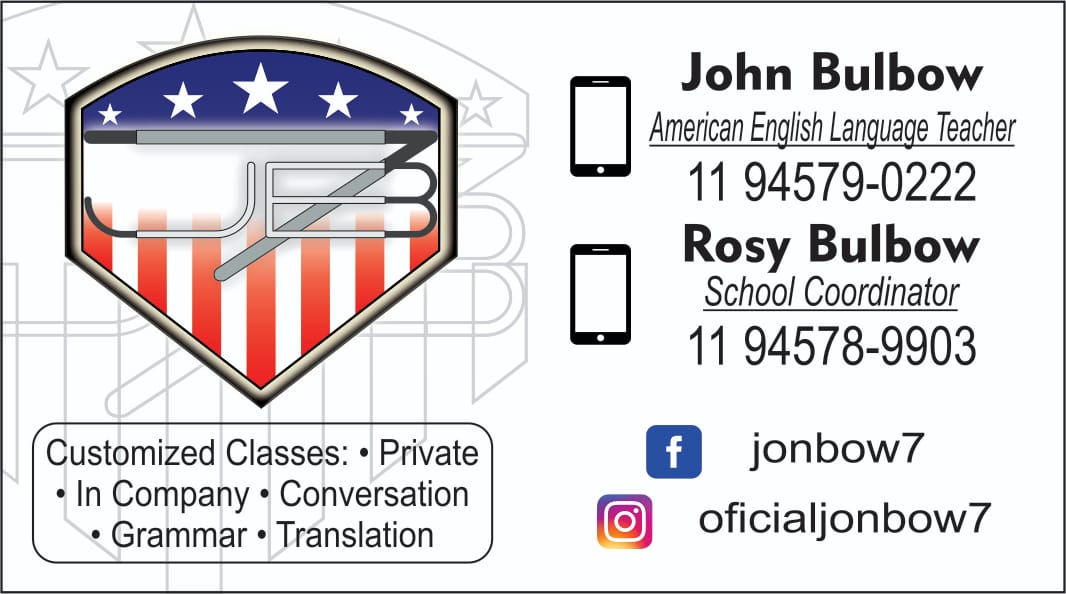 John Bulbow
American English Language Teacher
11 94579-0222
Rosy Bulbow
School Coordinator
11 94578-9903
Customized Classes: • Private
• In Company • Conversation
• Grammar • Translation
jonbow7
oficialjonbow7